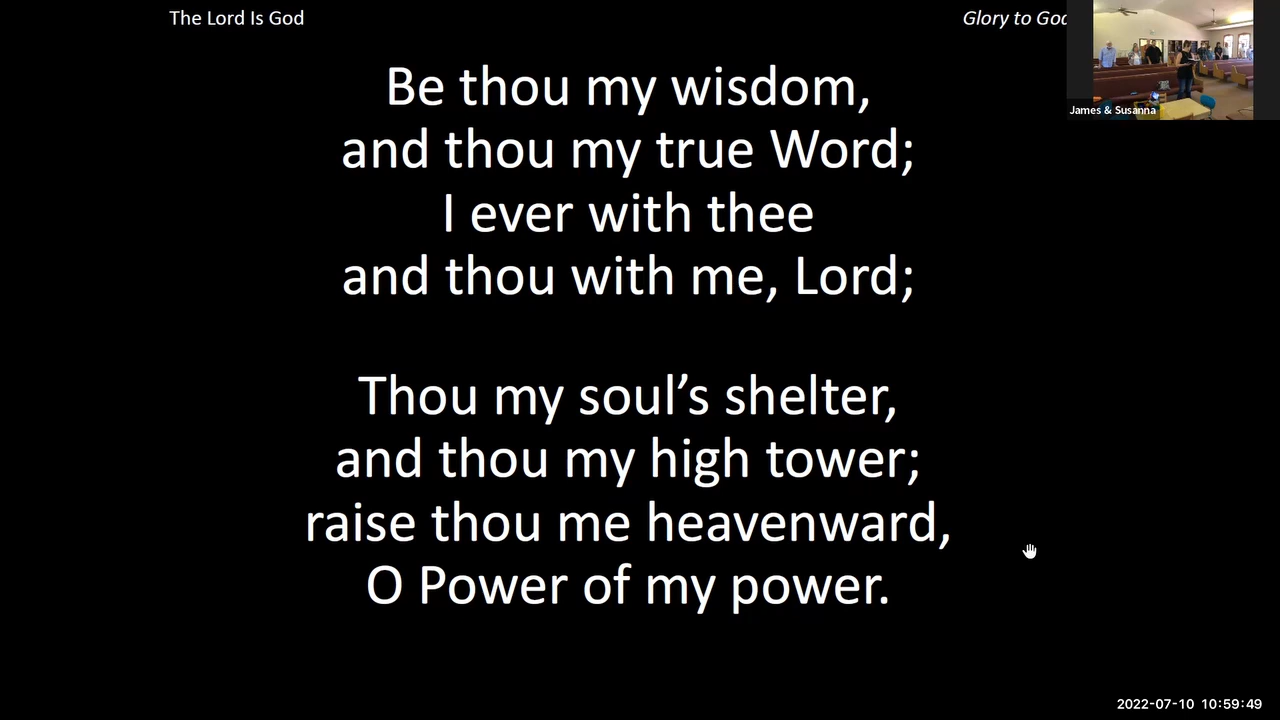 The Lord Is God
Glory to God
James & Susanna
Be thou my wisdom,
and thou my true Word;
I ever with thee
and thou with me, Lord;
Thou my soul’s shelter,
and thou my high tower;
raise thou me heavenward,
O Power of my power.
2022-07-10 10:59:49